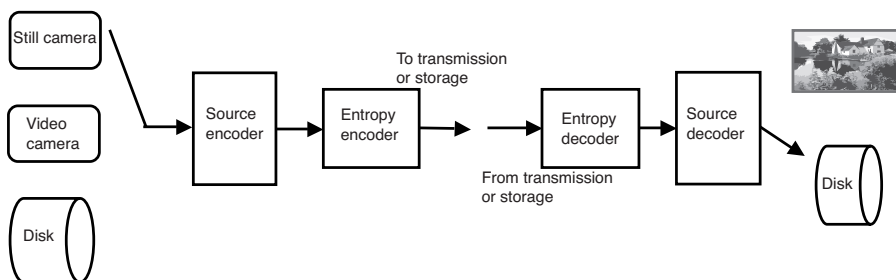 Still camera
Video
camera
Disk
Source
encoder
Entropy
encoder
To transmission
or storage
Entropy
decoder
From transmission
or storage
Source
decoder
Disk